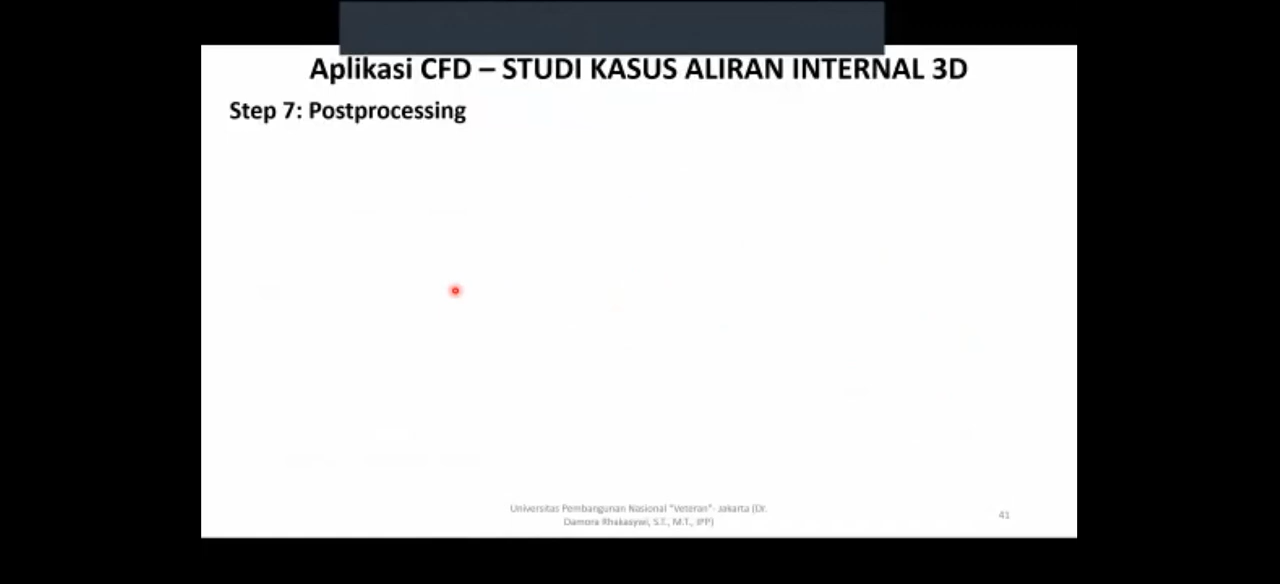 Aplikasi CFD – STUDI KASUS ALIRAN INTERNAL 3D
Step 7: Postprocessing
Universitas Pembangunan Nasional "Veteran"- Jakarta (Dr.
Damora Rhakasywi, S.T., M.T., IPP)
41